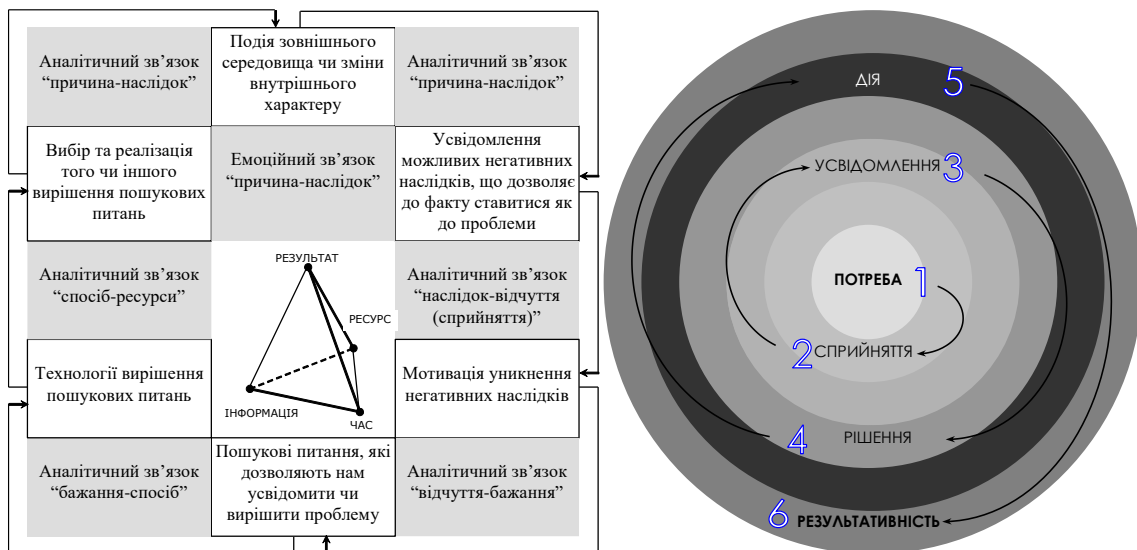 Аналітичний зв’язок
“причина-наслідок”
Подія зовнішнього
середовища чи зміни
внутрішнього
характеру
Аналітичний зв’язок
“причина-наслідок”
Вибір та реалізація
того чи іншого
вирішення пошукових
питань
Емоційний зв’язок
“причина-наслідок”
Усвідомлення
можливих негативних
наслідків, що дозволяє
до факту ставитися як
до проблеми
Аналітичний зв’язок
“спосіб-ресурси”
РЕЗУЛЬТАТ
РЕСУРС
ІНФОРМАЦІЯ
ЧАС
Аналітичний зв’язок
“наслідок-відчуття
(сприйняття)”
Технології вирішення
пошукових питань
Мотивація уникнення
негативних наслідків
Аналітичний зв’язок
“бажання-спосіб”
Пошукові питання, які
дозволяють нам
усвідомити чи
вирішити проблему
Аналітичний зв’язок
“відчуття-бажання”
ДІЯ 5
УСВІДОМЛЕННЯ 3
ПОТРЕБА 1
2 СПРИЙНЯТТЯ
4 РІШЕННЯ
6 РЕЗУЛЬТАТИВНІСТЬ